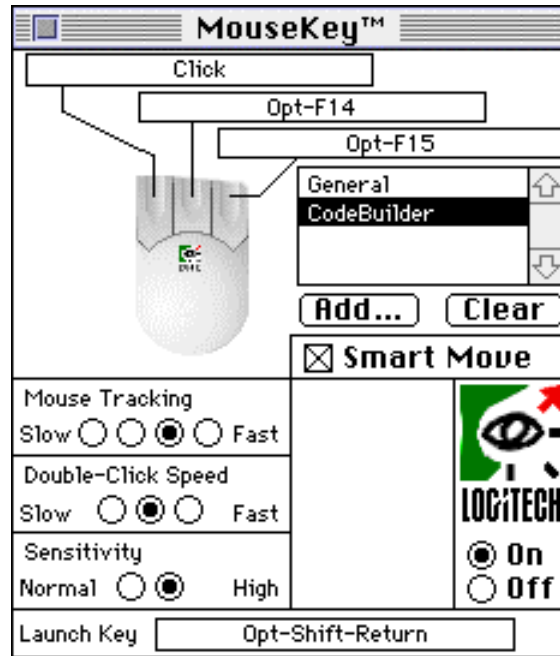 MouseKey™
Click
Opt-F14
Opt-F15
General
CodeBuilder
Add...
Clear
Smart Move
Mouse Tracking
Slow Fast
Double-Click Speed
Slow Fast
Sensitivity
Normal High
LOGITECH
On
Off
Launch Key Opt-Shift-Return